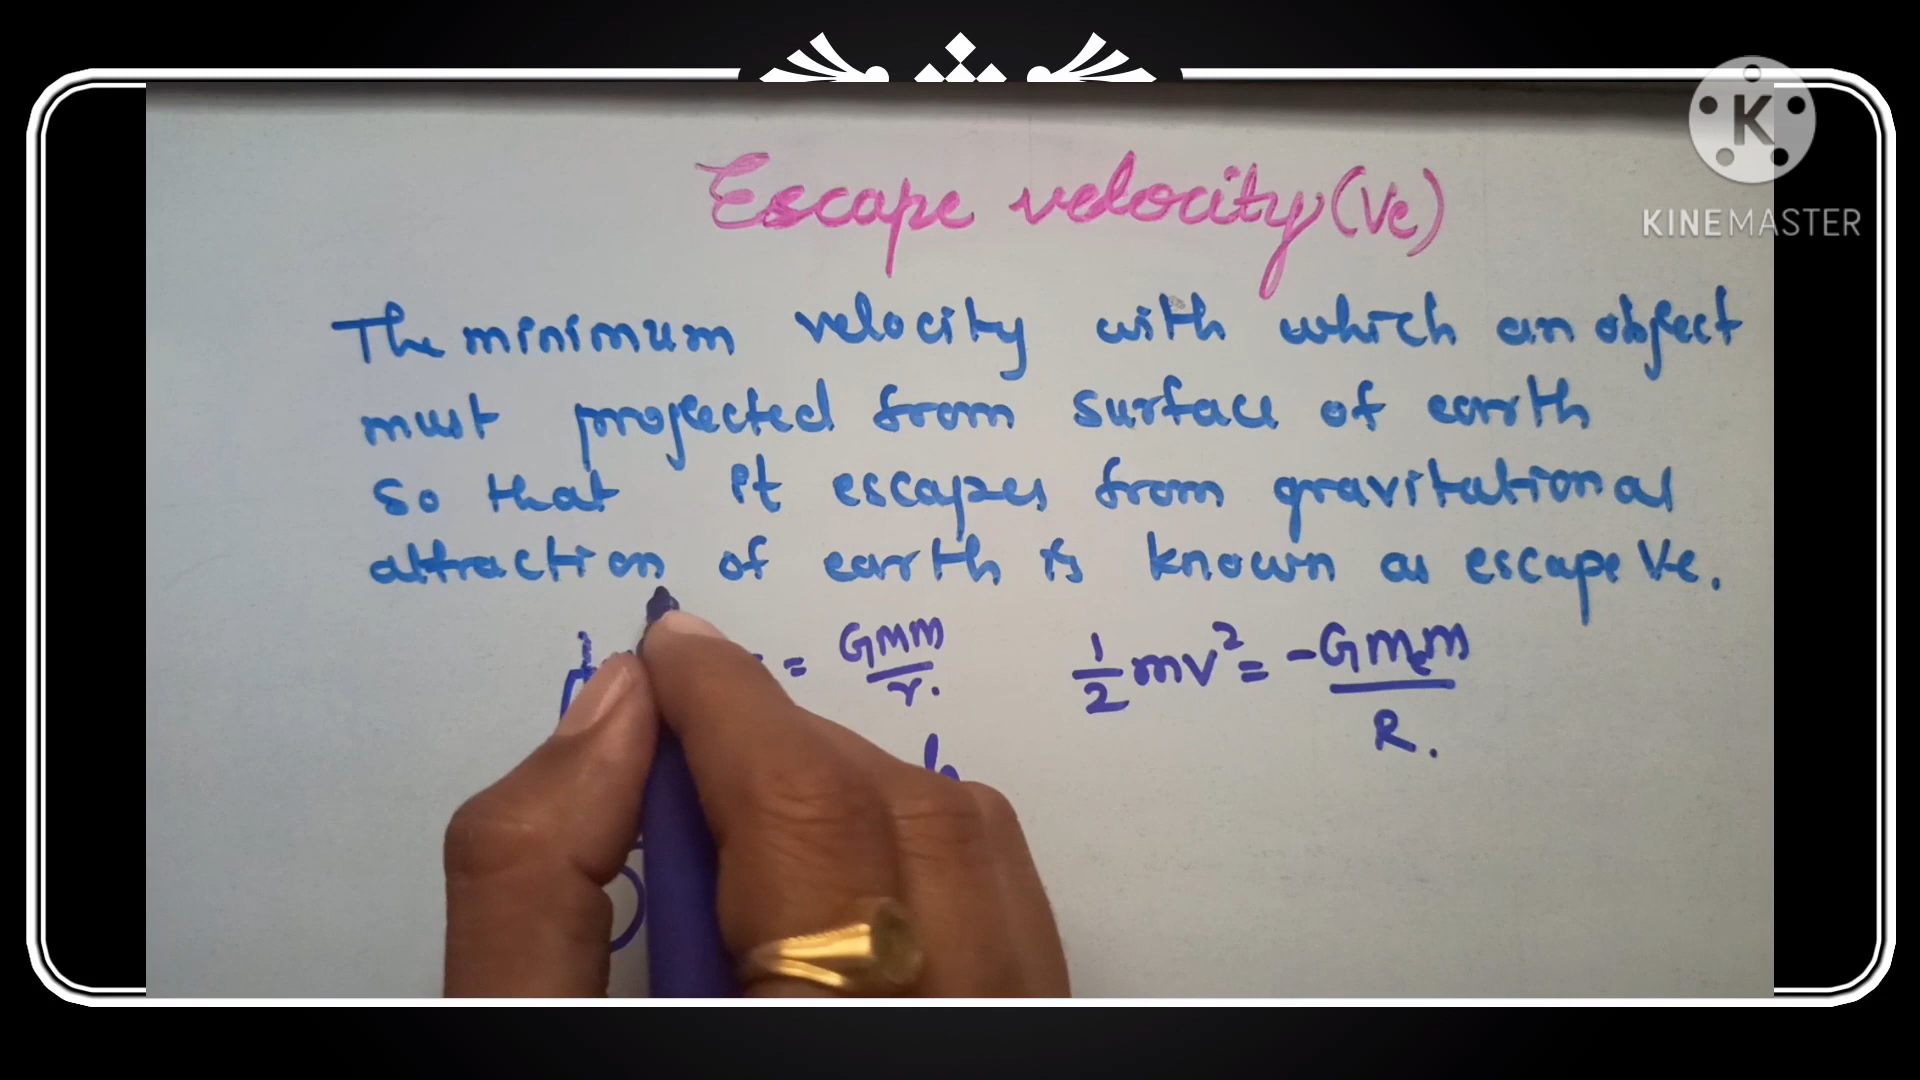 Escape velocity (Ve)
KINEMASTER
The minimum velocity with which an object
must projected from surface of earth
so that it escapes from gravitational
attraction of earth is known as escape Ve.
= GMm/r. 1/2 mv² = -GMem/R.